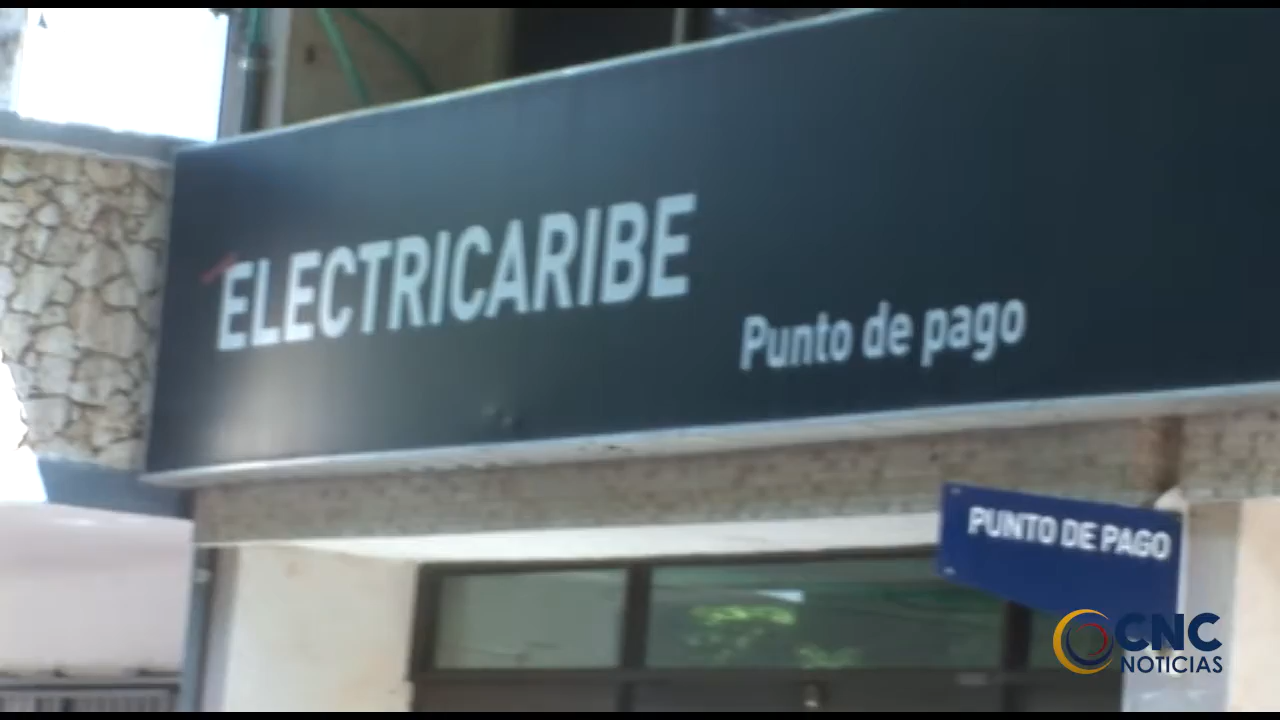 ELECTRICARIBE
Punto de pago
PUNTO DE PAGO
CNC
NOTICIAS